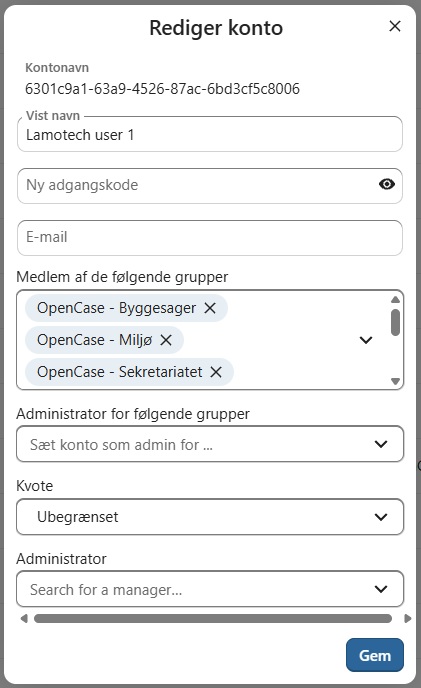 Rediger konto
Kontonavn
6301c9a1-63a9-4526-87ac-6bd3cf5c8006
Vist navn
Lamotech user 1
Ny adgangskode
E-mail
Medlem af de følgende grupper
OpenCase - Byggesager
OpenCase - Miljø
OpenCase - Sekretariatet
Administrator for følgende grupper
Sæt konto som admin for ...
Kvote
Ubegrænset
Administrator
Search for a manager...
Gem